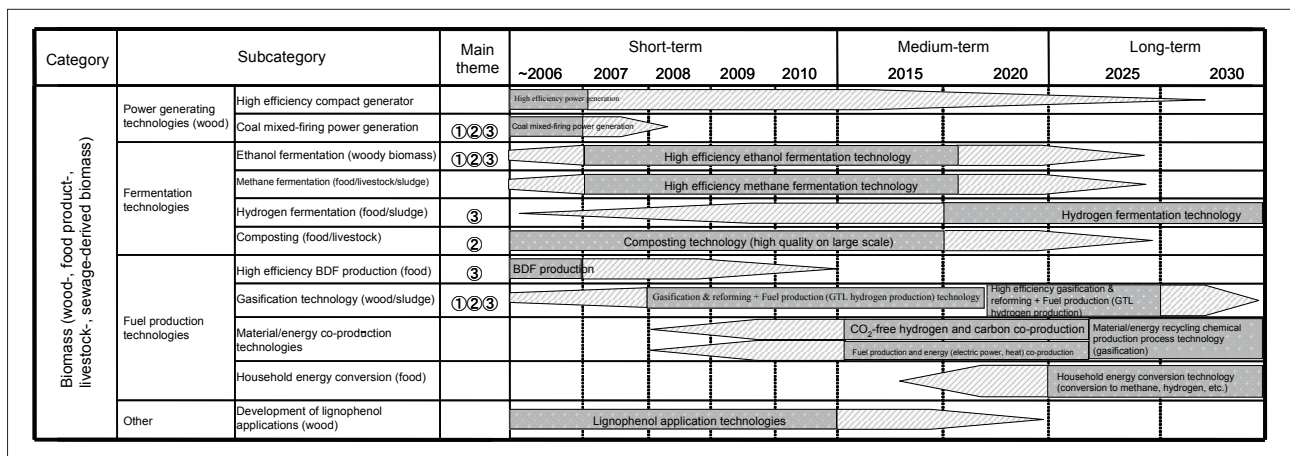 Category
Subcategory
Main
theme
Short-term
Medium-term
Long-term
~2006
2007
2008
2009
2010
2015
2020
2025
2030
Biomass (wood-, food product-,
livestock-, sewage-derived biomass)
Power generating
technologies (wood)
High efficiency compact generator
High efficiency power generation
Coal mixed-firing power generation
①②③
Coal mixed-firing power generation
Fermentation
technologies
Ethanol fermentation (woody biomass)
①②③
High efficiency ethanol fermentation technology
Methane fermentation (food/livestock/sludge)
High efficiency methane fermentation technology
Hydrogen fermentation (food/sludge)
③
Hydrogen fermentation technology
Composting (food/livestock)
②
Composting technology (high quality on large scale)
Fuel production
technologies
High efficiency BDF production (food)
③
BDF production
Gasification technology (wood/sludge)
①②③
Gasification & reforming + Fuel production (GTL hydrogen production) technology
High efficiency gasification &
reforming + Fuel production (GTL
hydrogen production)
Material/energy co-production
technologies
CO₂-free hydrogen and carbon co-production
Fuel production and energy (electric power, heat) co-production
Material/energy recycling chemical
production process technology
(gasification)
Household energy conversion (food)
Household energy conversion technology
(conversion to methane, hydrogen, etc.)
Other
Development of lignophenol
applications (wood)
Lignophenol application technologies